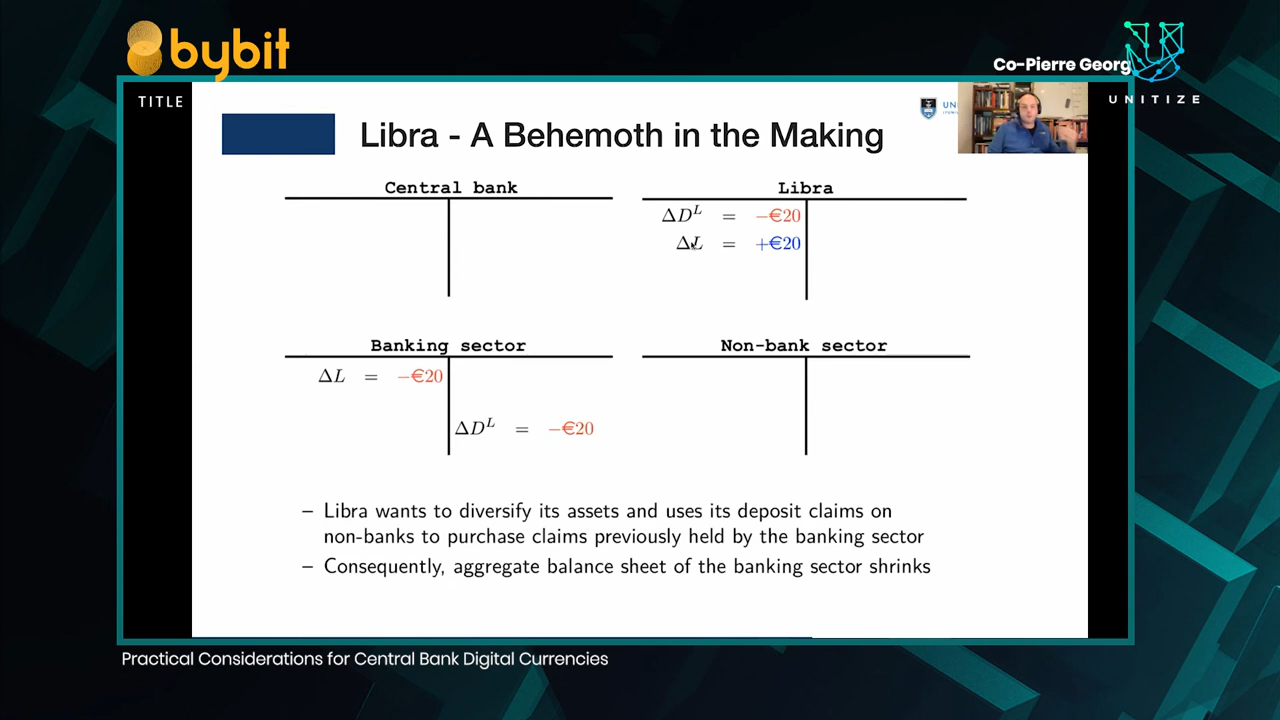 bybit
Co-Pierre Georg
UNITIZE
TITLE
UN
Libra - A Behemoth in the Making
Central bank
Libra
ΔD^L = −€20
ΔL = +€20
Banking sector
Non-bank sector
ΔL = −€20
ΔD^L = −€20
– Libra wants to diversify its assets and uses its deposit claims on
non-banks to purchase claims previously held by the banking sector
– Consequently, aggregate balance sheet of the banking sector shrinks
Practical Considerations for Central Bank Digital Currencies